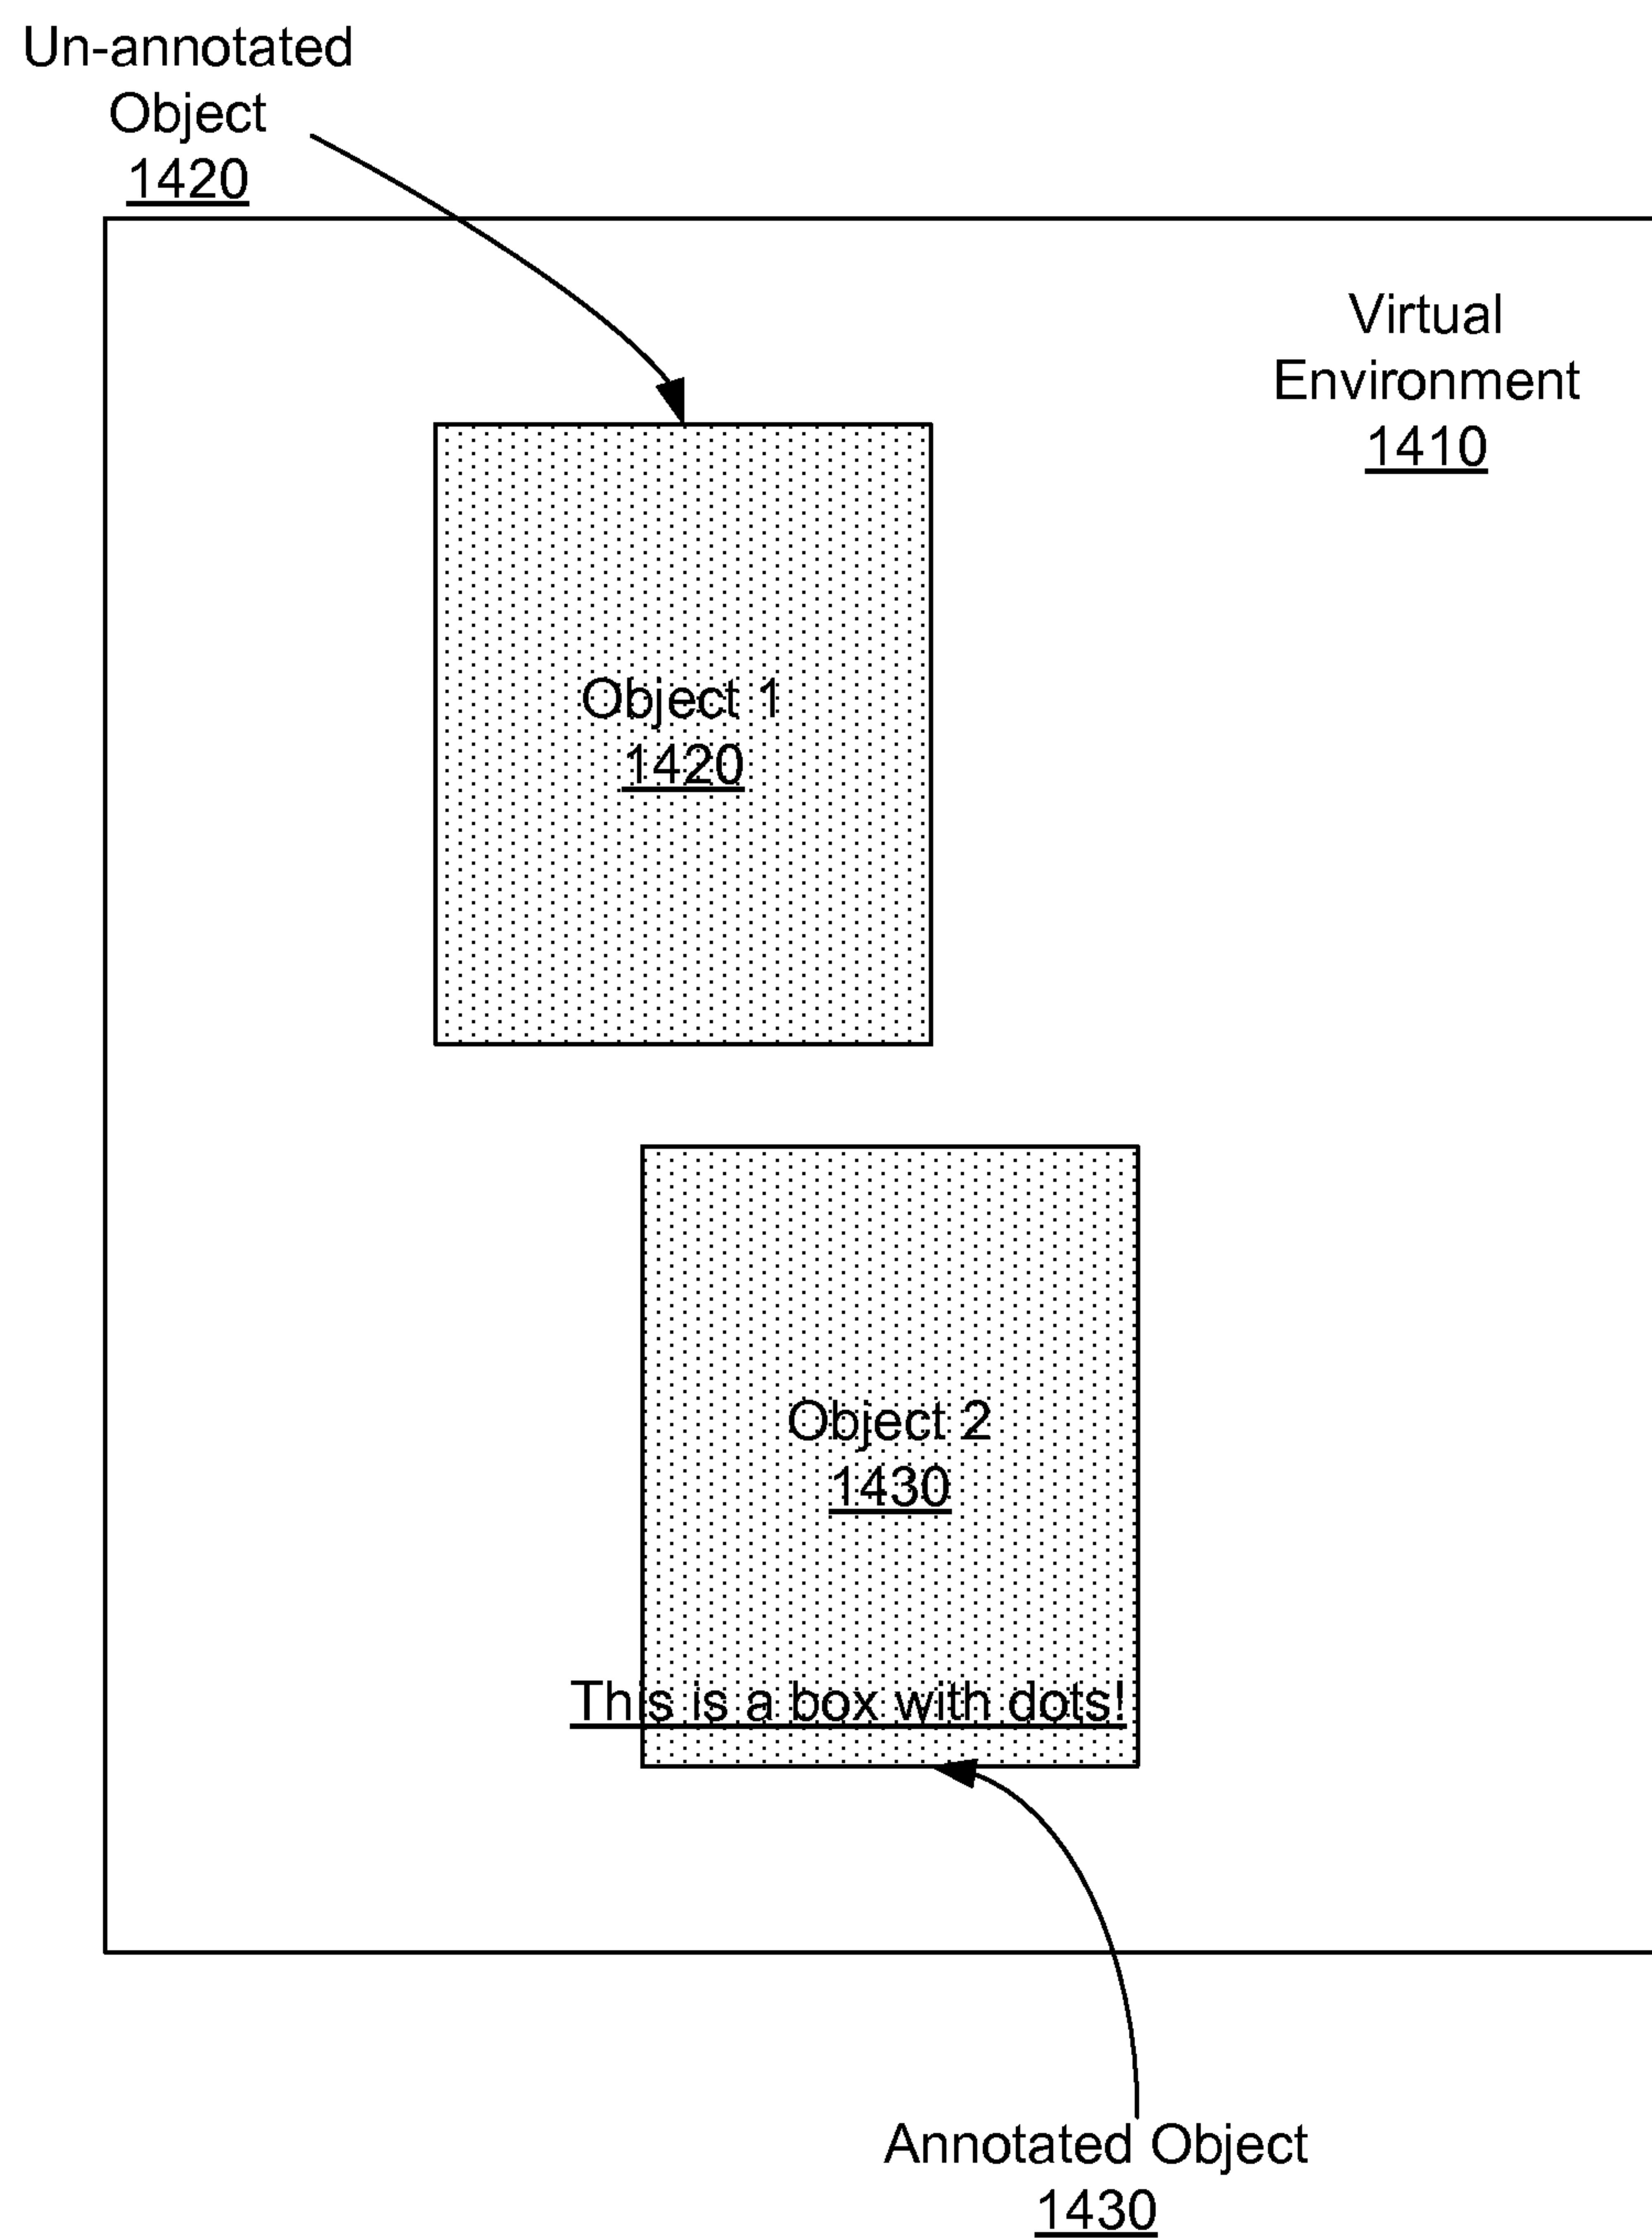 Un-annotated
Object
1420
Virtual
Environment
1410
Object 1
1420
Object 2
1430
This is a box with dots!
Annotated Object
1430